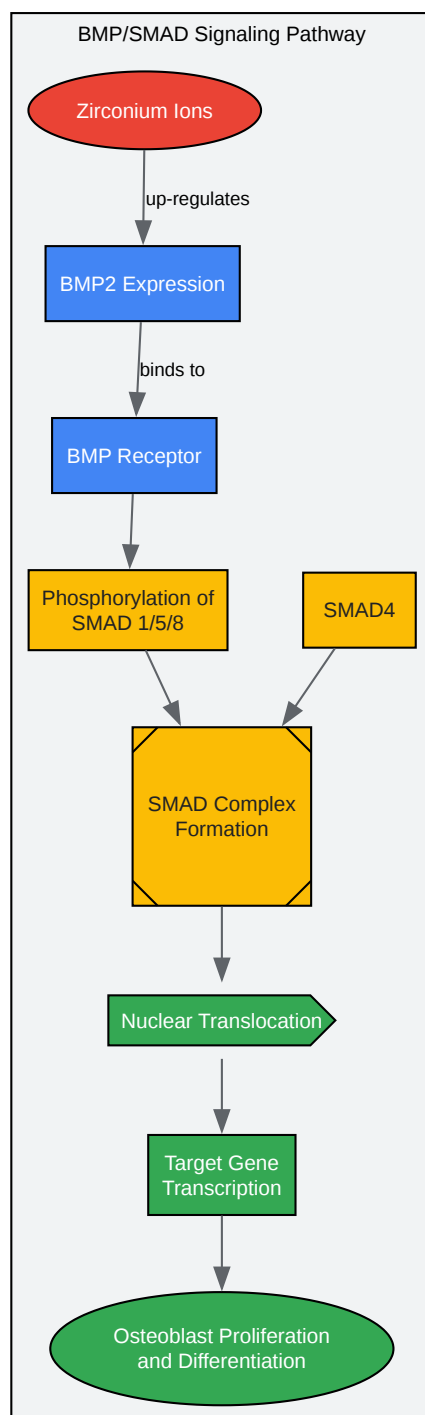 BMP/SMAD Signaling Pathway
Zirconium Ions
up-regulates
BMP2 Expression
binds to
BMP Receptor
Phosphorylation of
SMAD 1/5/8
SMAD4
SMAD Complex
Formation
Nuclear Translocation
Target Gene
Transcription
Osteoblast Proliferation
and Differentiation